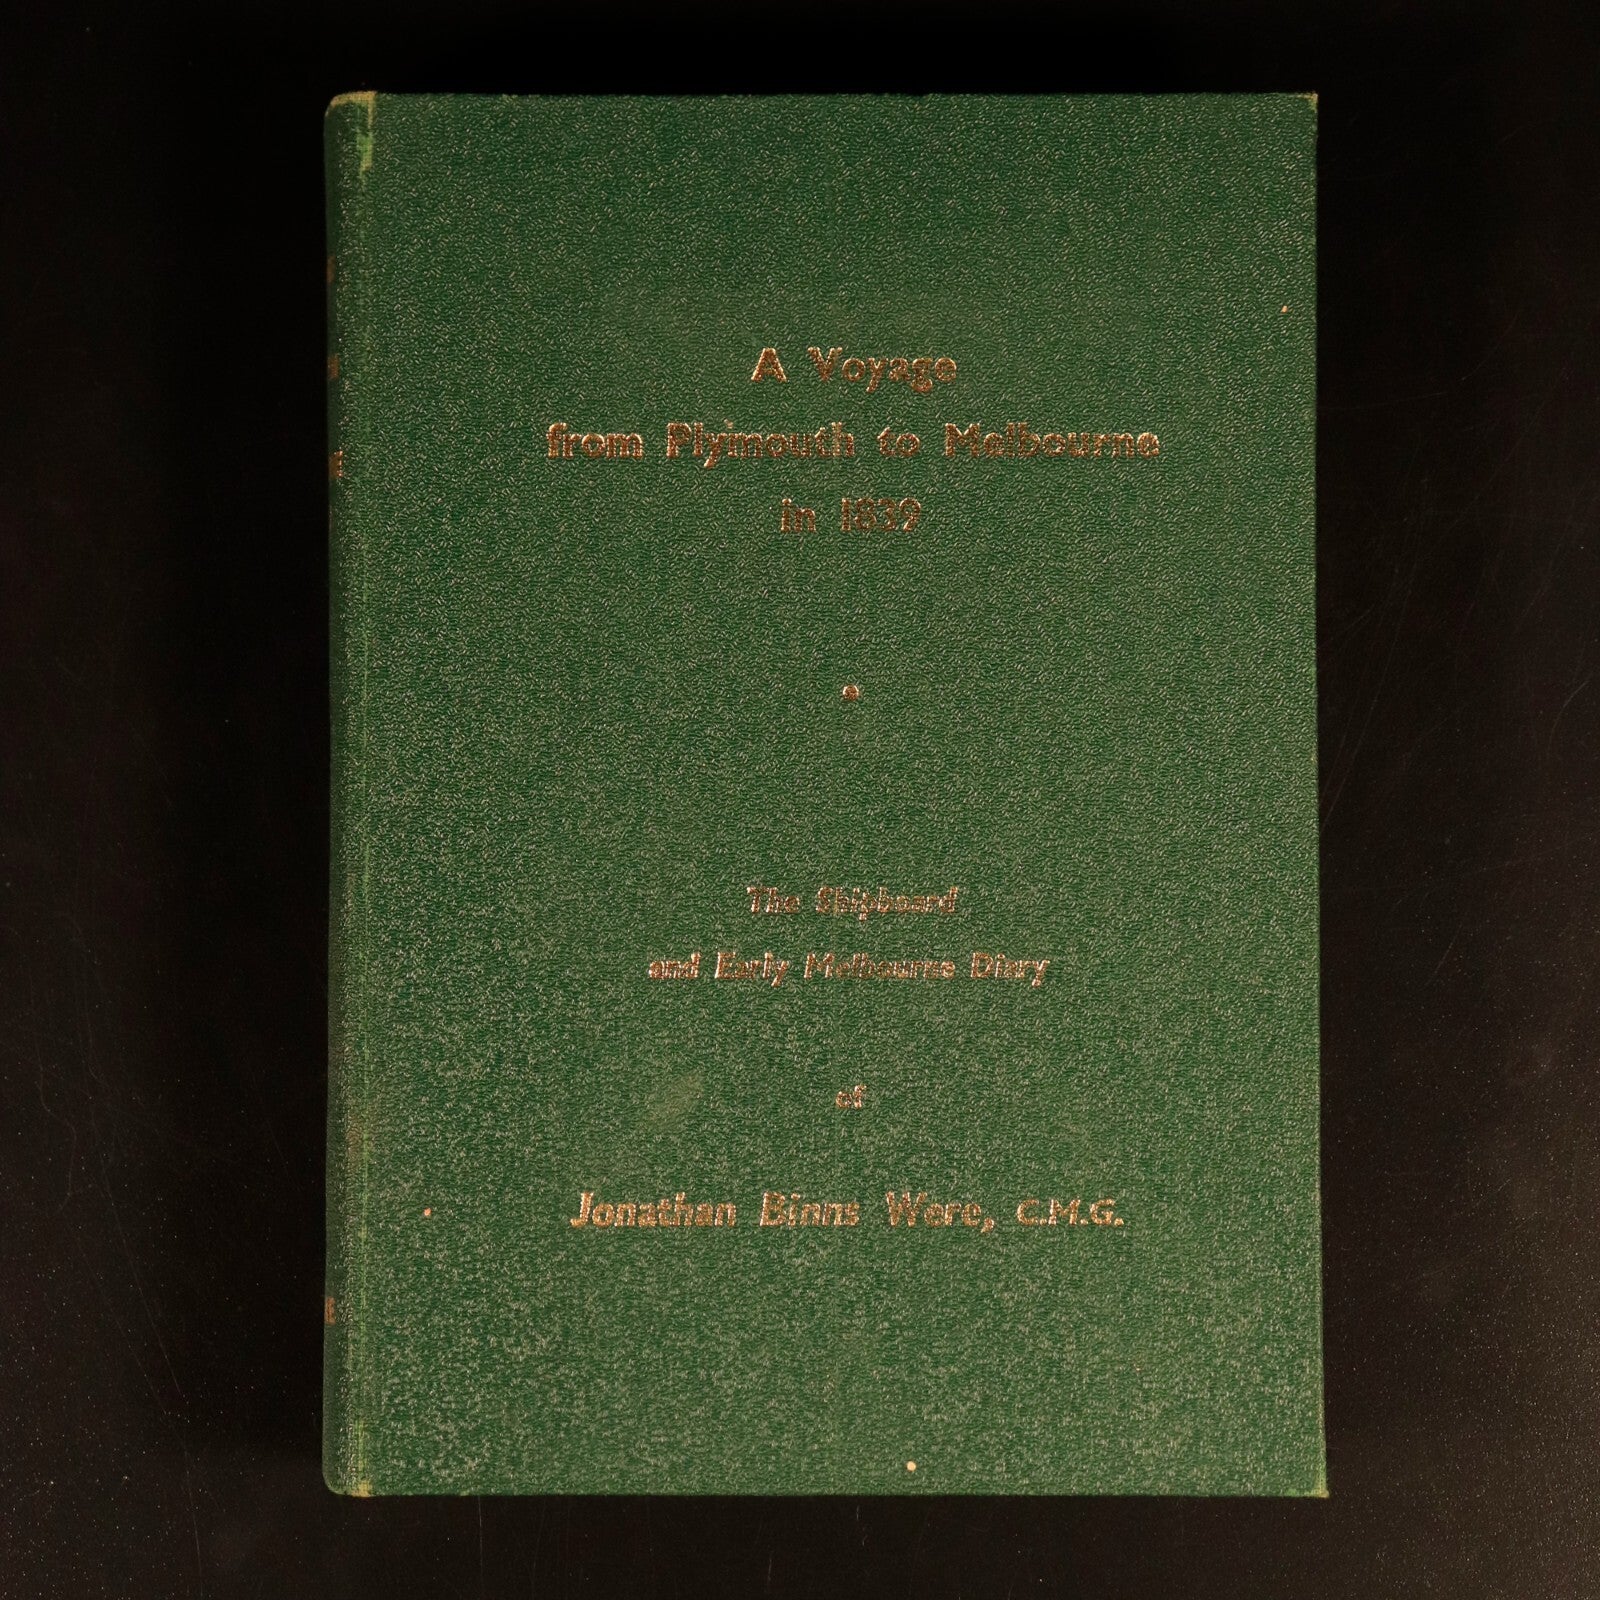 A Voyage
from Plymouth to Melbourne
in 1839
The Shipboard
and Early Melbourne Diary
of
Jonathan Binns Were, C.M.G.